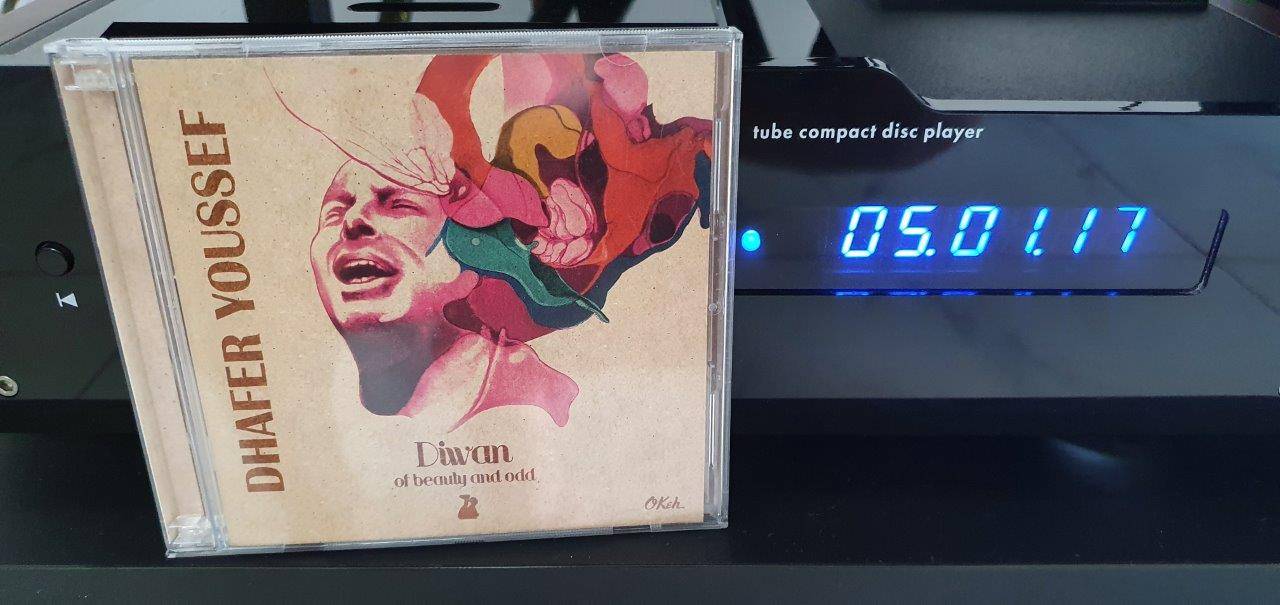 DHAFER YOUSSEF
Diwan
of beauty and odd
OKeh
tube compact disc player
05.01.17